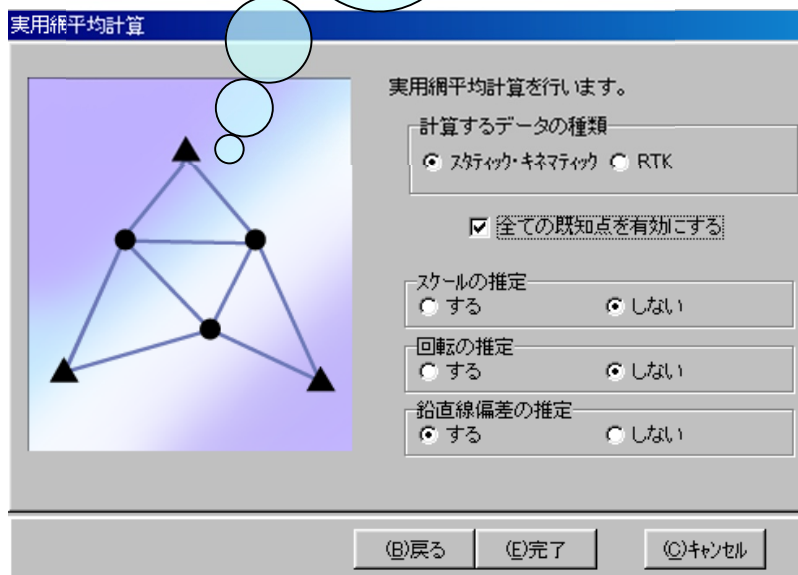 実用網平均計算
実用網平均計算を行います。
計算するデータの種類
ｽﾀﾃｨｯｸ・ｷﾈﾏﾃｨｯｸ RTK
全ての既知点を有効にする
ｽｹｰﾙの推定
する しない
回転の推定
する しない
鉛直線偏差の推定
する しない
(B)戻る (E)完了 (C)ｷｬﾝｾﾙ